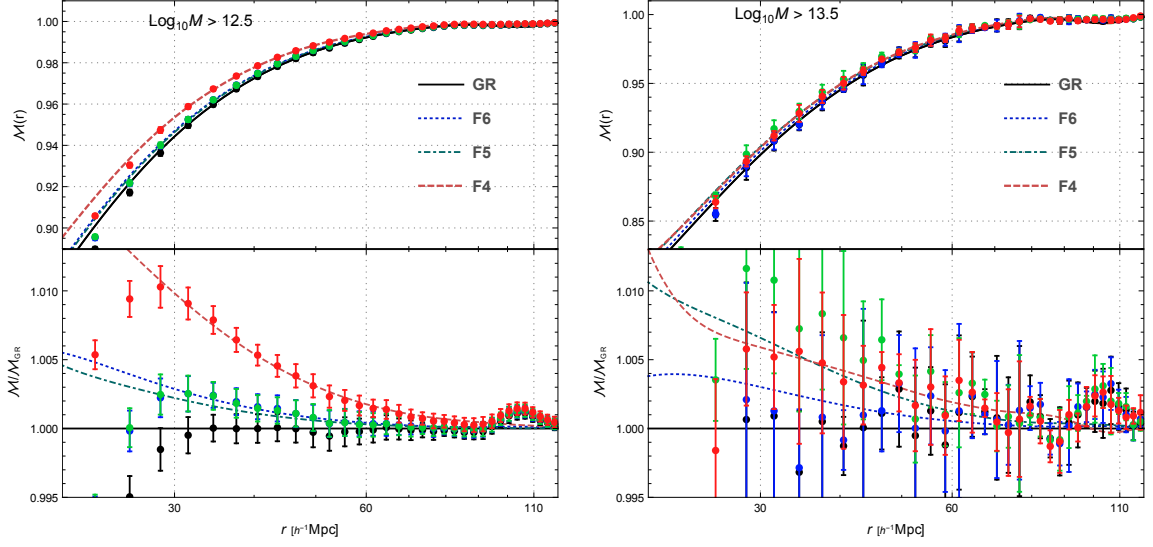 Log₁₀M > 12.5
1.00
0.98
0.96
0.94
0.92
0.90
M(r)
GR
F6
F5
F4
1.010
1.005
1.000
0.995
M/M_GR
30
60
110
r [h⁻¹Mpc]
Log₁₀M > 13.5
1.00
0.95
0.90
0.85
M(r)
GR
F6
F5
F4
1.010
1.005
1.000
0.995
M/M_GR
30
60
110
r [h⁻¹Mpc]